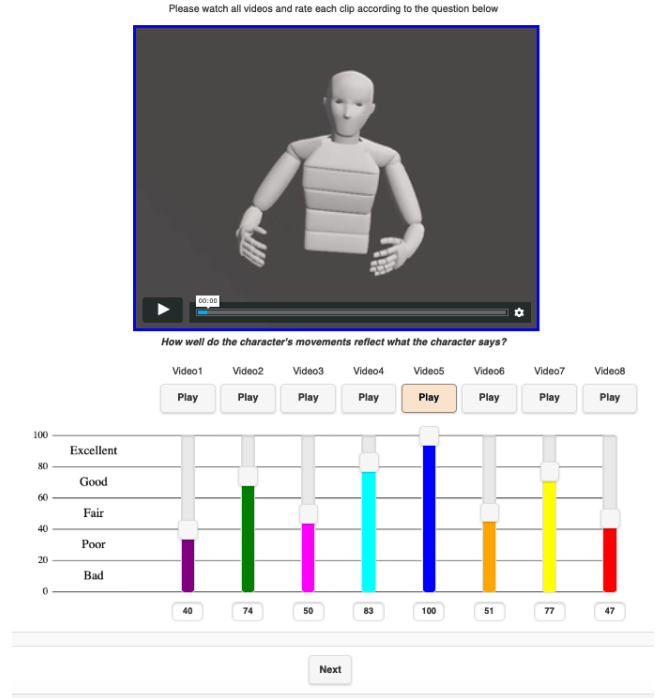 Please watch all videos and rate each clip according to the question below
00:00
How well do the character's movements reflect what the character says?
Video1 Video2 Video3 Video4 Video5 Video6 Video7 Video8
Play Play Play Play Play Play Play Play
100
Excellent
80
Good
60
Fair
40
Poor
20
Bad
0
40 74 50 83 100 51 77 47
Next